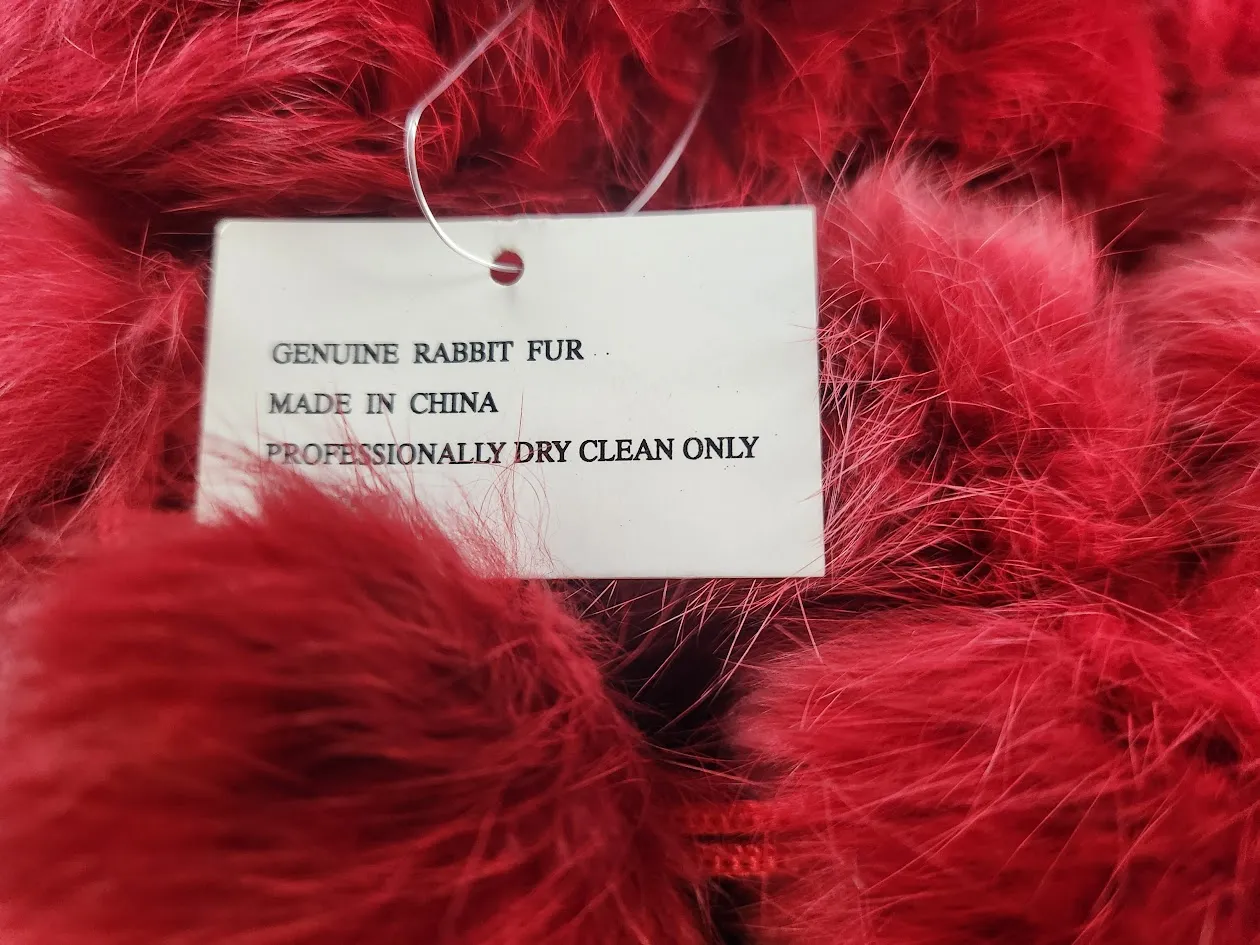 GENUINE RABBIT FUR
MADE IN CHINA
PROFESSIONALLY DRY CLEAN ONLY